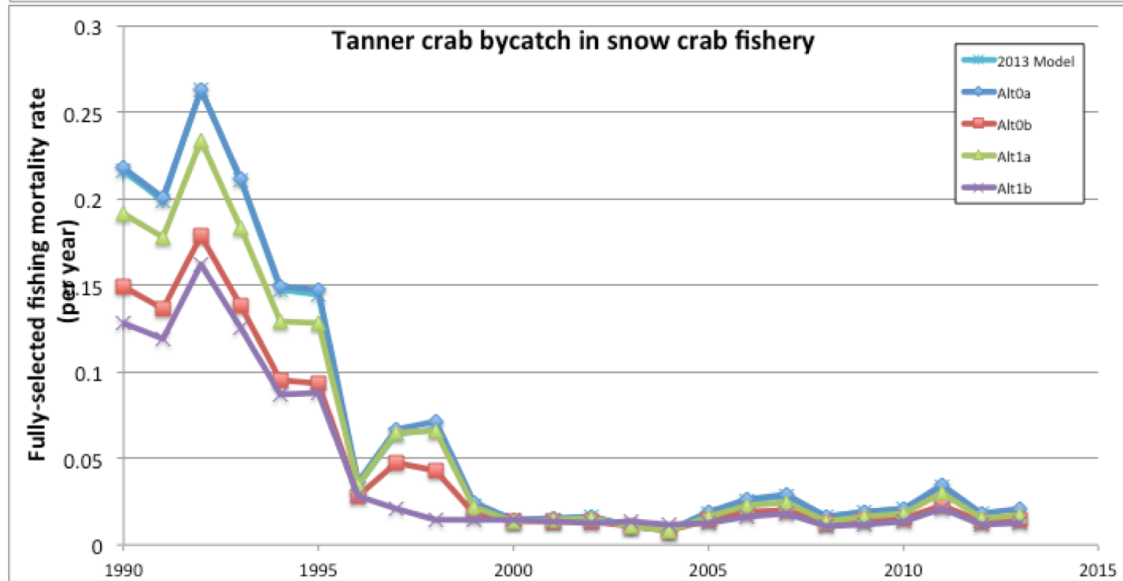 Tanner crab bycatch in snow crab fishery
Fully-selected fishing mortality rate
(per year)
0.3
0.25
0.2
0.15
0.1
0.05
0
1990
1995
2000
2005
2010
2015
2013 Model
Alt0a
Alt0b
Alt1a
Alt1b